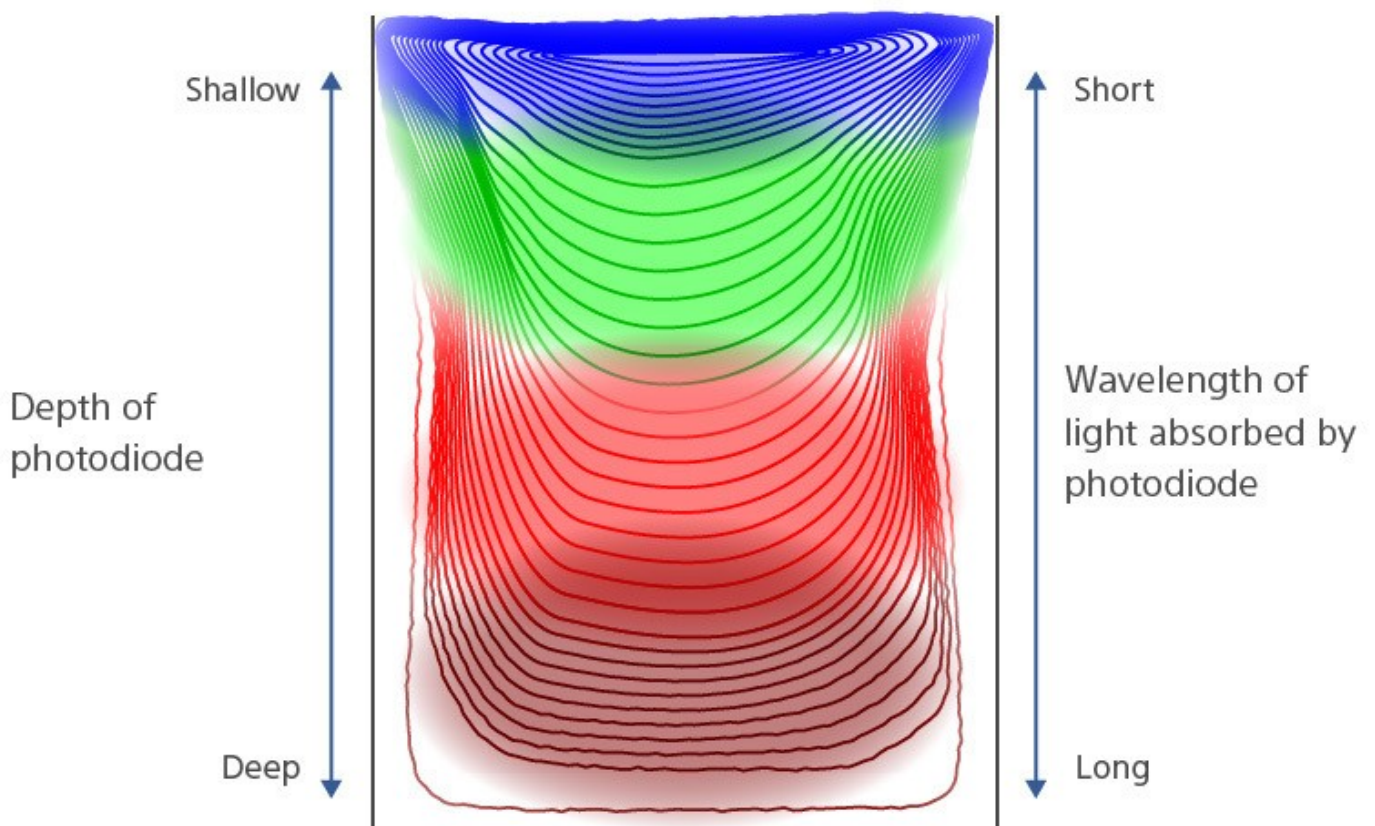 Shallow
Short
Depth of
photodiode
Wavelength of
light absorbed by
photodiode
Deep
Long